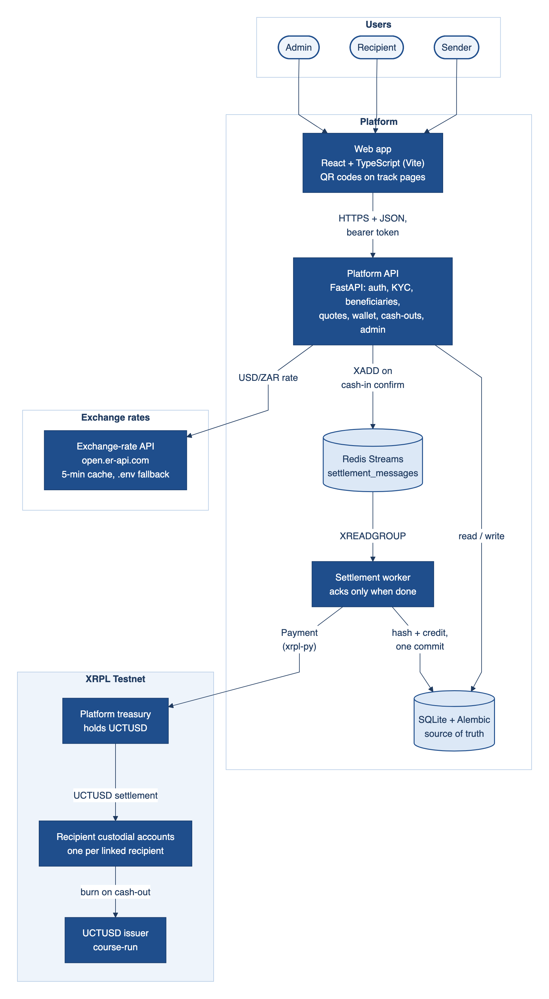 Users
Admin
Recipient
Sender
Platform
Web app
React + TypeScript (Vite)
QR codes on track pages
HTTPS + JSON,
bearer token
Platform API
FastAPI: auth, KYC,
beneficiaries,
quotes, wallet, cash-outs,
admin
USD/ZAR rate
XADD on
cash-in confirm
Exchange rates
Exchange-rate API
open.er-api.com
5-min cache, .env fallback
Redis Streams
settlement_messages
XREADGROUP
read / write
Settlement worker
acks only when done
Payment
(xrpl-py)
hash + credit,
one commit
XRPL Testnet
Platform treasury
holds UCTUSD
SQLite + Alembic
source of truth
UCTUSD settlement
Recipient custodial accounts
one per linked recipient
burn on cash-out
UCTUSD issuer
course-run